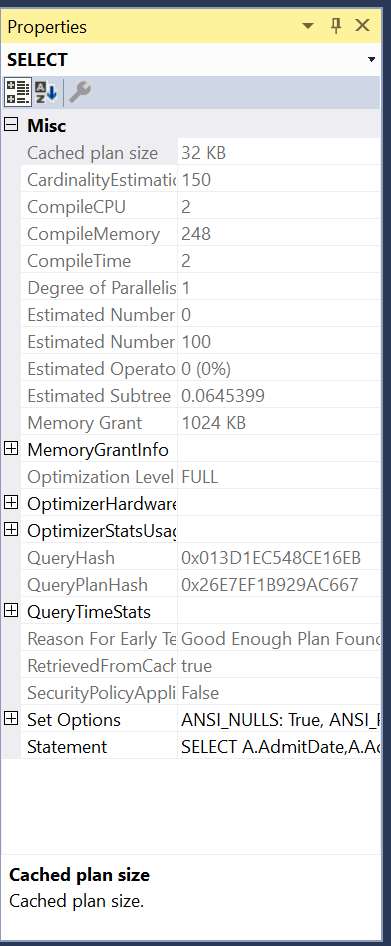 Properties
SELECT
Misc
Cached plan size 32 KB
CardinalityEstimatic 150
CompileCPU 2
CompileMemory 248
CompileTime 2
Degree of Parallelis 1
Estimated Number 0
Estimated Number 100
Estimated Operato 0 (0%)
Estimated Subtree 0.0645399
Memory Grant 1024 KB
MemoryGrantInfo
Optimization Level FULL
OptimizerHardware
OptimizerStatsUsag
QueryHash 0x013D1EC548CE16EB
QueryPlanHash 0x26E7EF1B929AC667
QueryTimeStats
Reason For Early Te Good Enough Plan Found
RetrievedFromCach true
SecurityPolicyAppli False
Set Options ANSI_NULLS: True, ANSI_P
Statement SELECT A.AdmitDate,A.Ad
Cached plan size
Cached plan size.